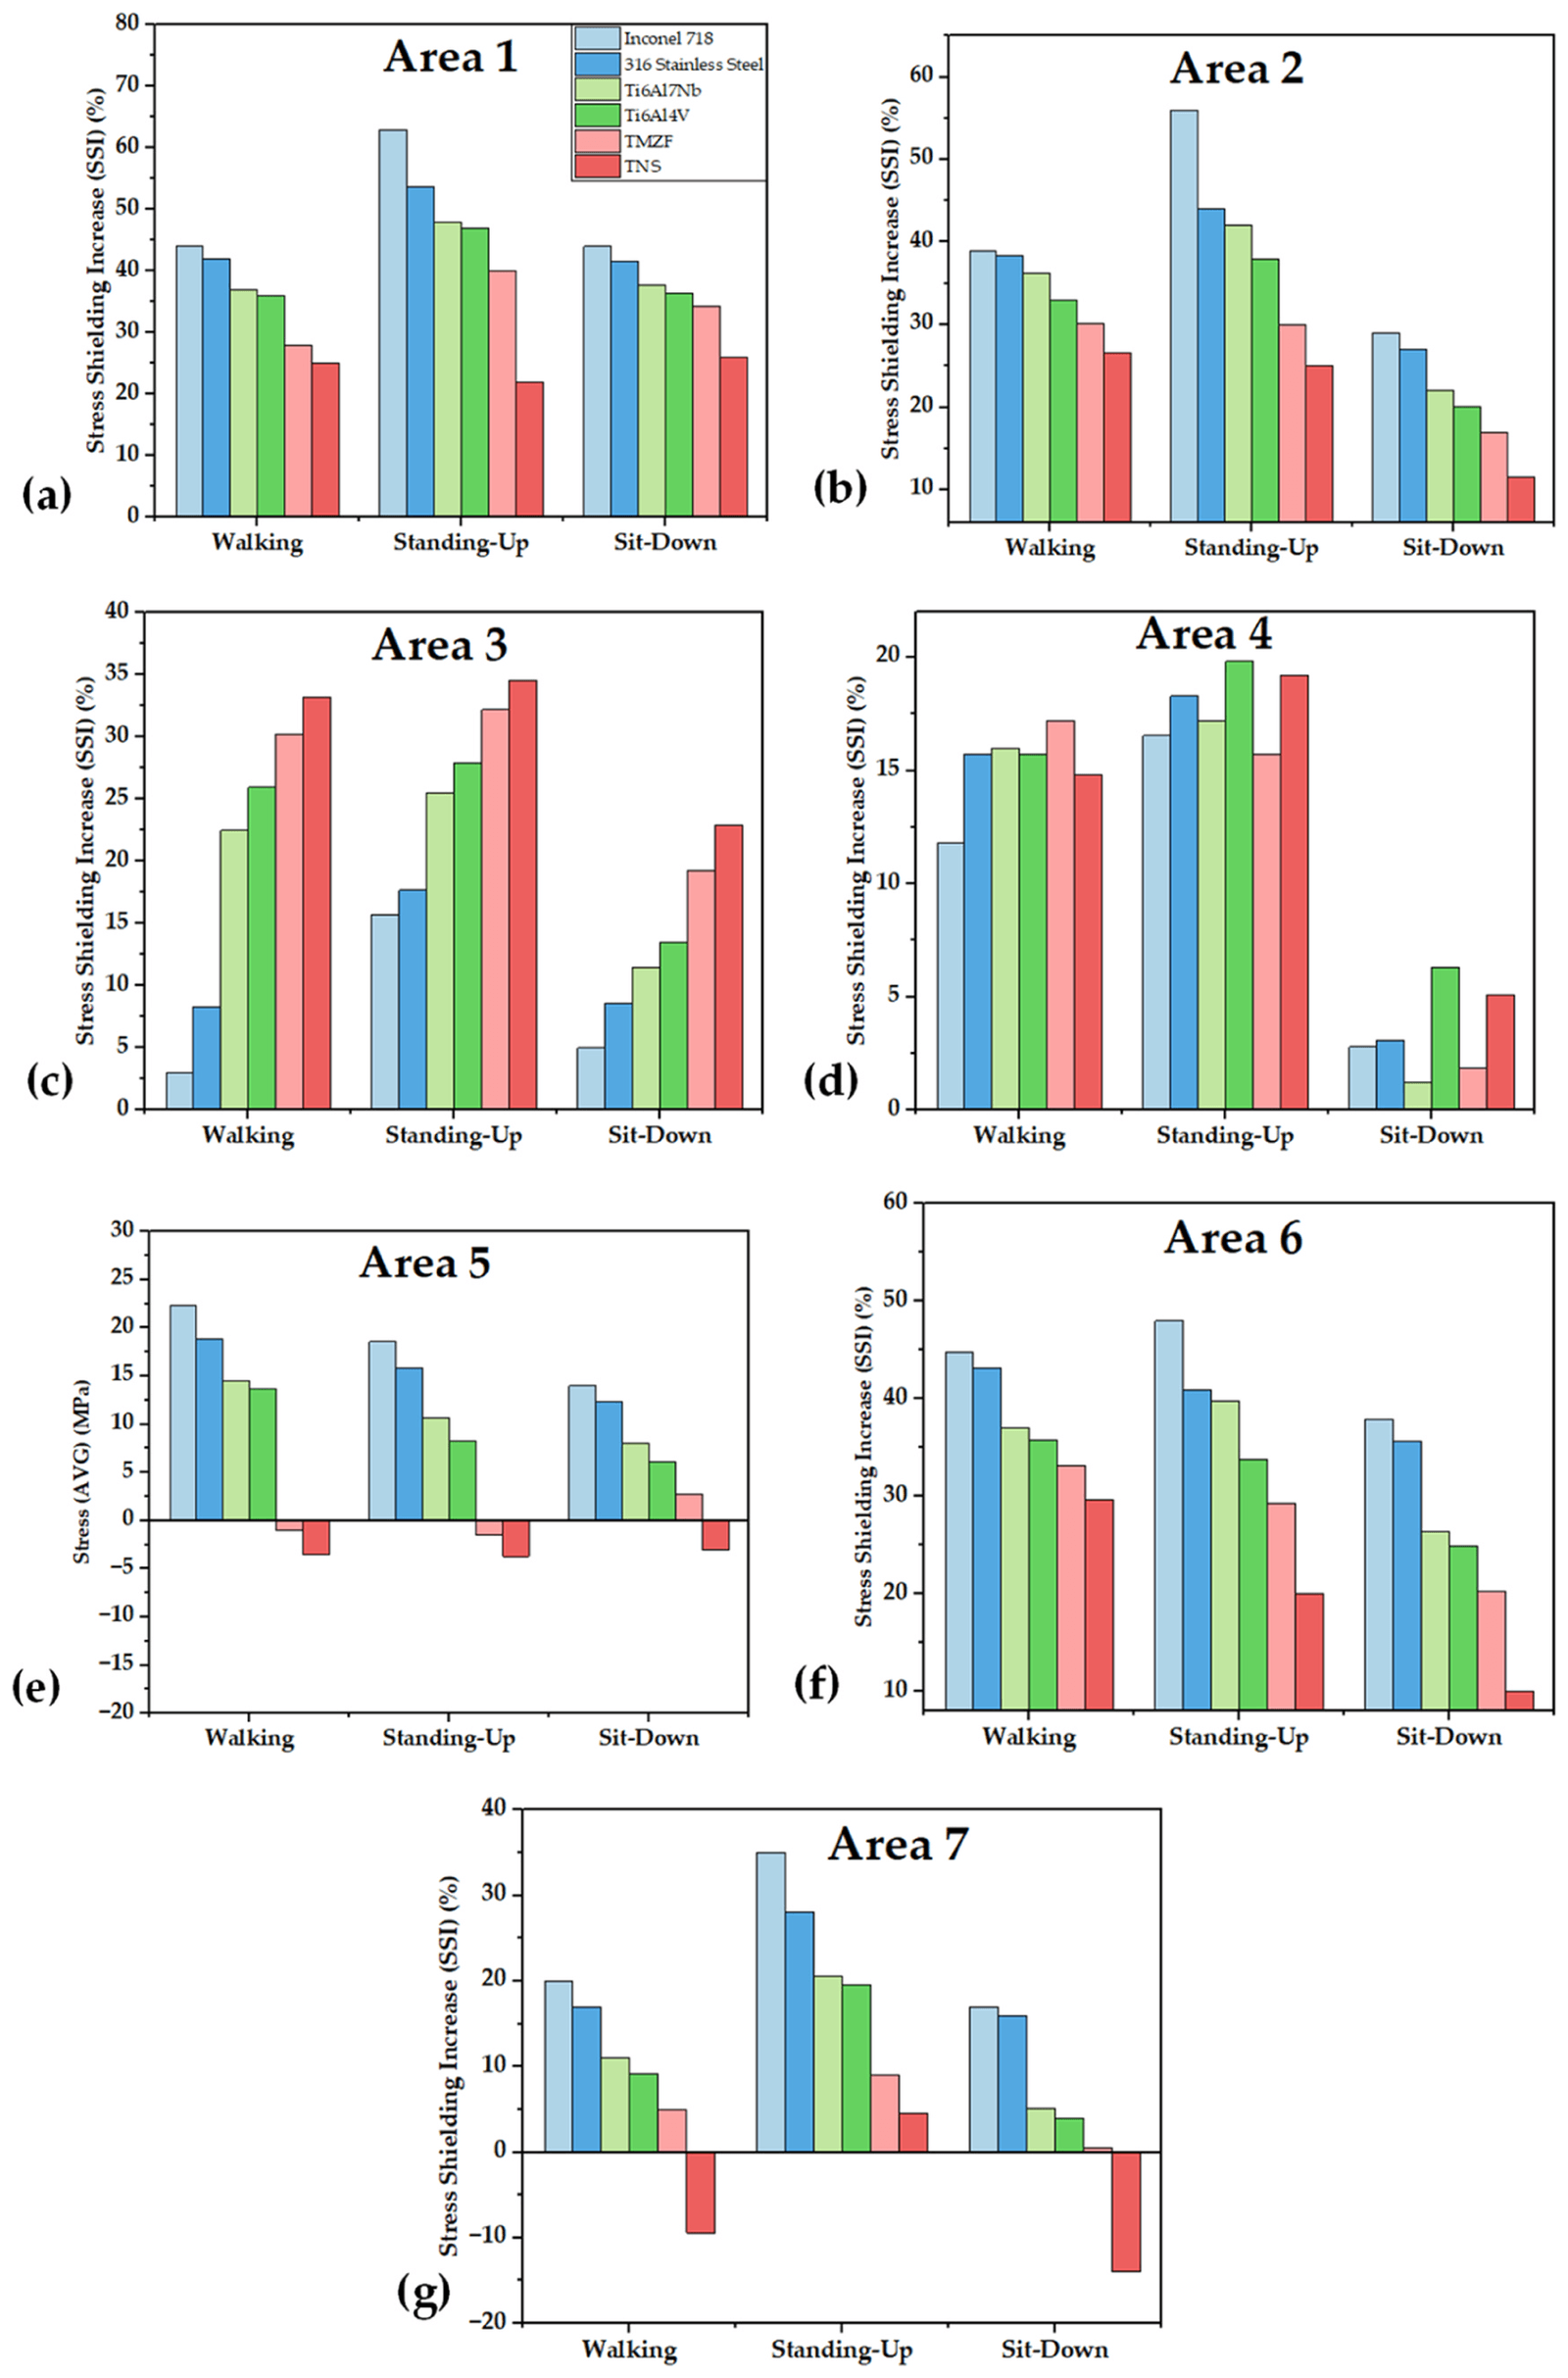 Area 1
Stress Shielding Increase (SSI) (%)
80
70
60
50
40
30
20
10
0
Inconel 718
316 Stainless Steel
Ti6Al7Nb
Ti6Al4V
TMZF
TNS
Walking Standing-Up Sit-Down
(a)
Area 2
Stress Shielding Increase (SSI) (%)
60
50
40
30
20
10
Walking Standing-Up Sit-Down
(b)
Area 3
Stress Shielding Increase (SSI) (%)
40
35
30
25
20
15
10
5
0
Walking Standing-Up Sit-Down
(c)
Area 4
Stress Shielding Increase (SSI) (%)
20
15
10
5
0
Walking Standing-Up Sit-Down
(d)
Area 5
Stress (AVG) (MPa)
30
25
20
15
10
5
0
−5
−10
−15
−20
Walking Standing-Up Sit-Down
(e)
Area 6
Stress Shielding Increase (SSI) (%)
60
50
40
30
20
10
Walking Standing-Up Sit-Down
(f)
Area 7
Stress Shielding Increase (SSI) (%)
40
30
20
10
0
−10
−20
Walking Standing-Up Sit-Down
(g)